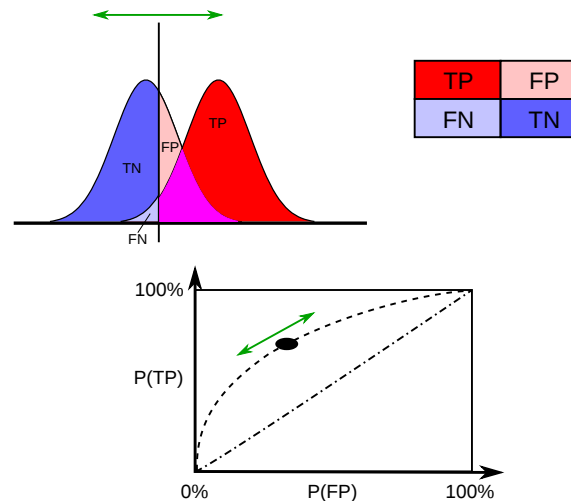 TP FP
FN TN
TN
FP
TP
FN
100%
P(TP)
0% P(FP) 100%